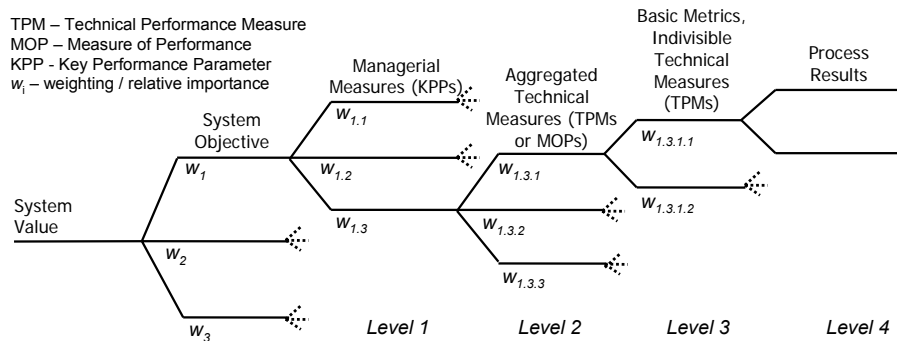 TPM – Technical Performance Measure
MOP – Measure of Performance
KPP - Key Performance Parameter
wi – weighting / relative importance
System
Value
System
Objective
Managerial
Measures (KPPs)
Aggregated
Technical
Measures (TPMs
or MOPs)
Basic Metrics,
Indivisible
Technical
Measures
(TPMs)
Process
Results
w1
w2
w3
w1.1
w1.2
w1.3
w1.3.1
w1.3.2
w1.3.3
w1.3.1.1
w1.3.1.2
Level 1
Level 2
Level 3
Level 4